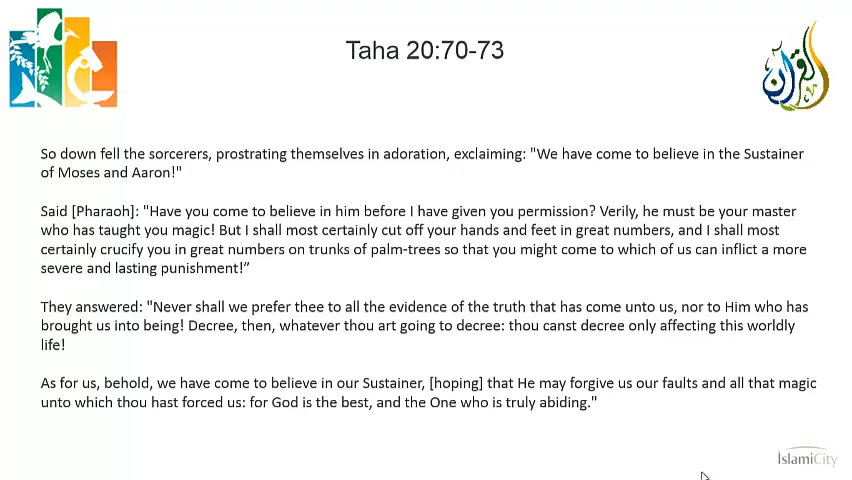 Taha 20:70-73
القرآن
So down fell the sorcerers, prostrating themselves in adoration, exclaiming: "We have come to believe in the Sustainer
of Moses and Aaron!"
Said [Pharaoh]: "Have you come to believe in him before I have given you permission? Verily, he must be your master
who has taught you magic! But I shall most certainly cut off your hands and feet in great numbers, and I shall most
certainly crucify you in great numbers on trunks of palm-trees so that you might come to which of us can inflict a more
severe and lasting punishment!”
They answered: "Never shall we prefer thee to all the evidence of the truth that has come unto us, nor to Him who has
brought us into being! Decree, then, whatever thou art going to decree: thou canst decree only affecting this worldly
life!
As for us, behold, we have come to believe in our Sustainer, [hoping] that He may forgive us our faults and all that magic
unto which thou hast forced us: for God is the best, and the One who is truly abiding."
IslamiCity